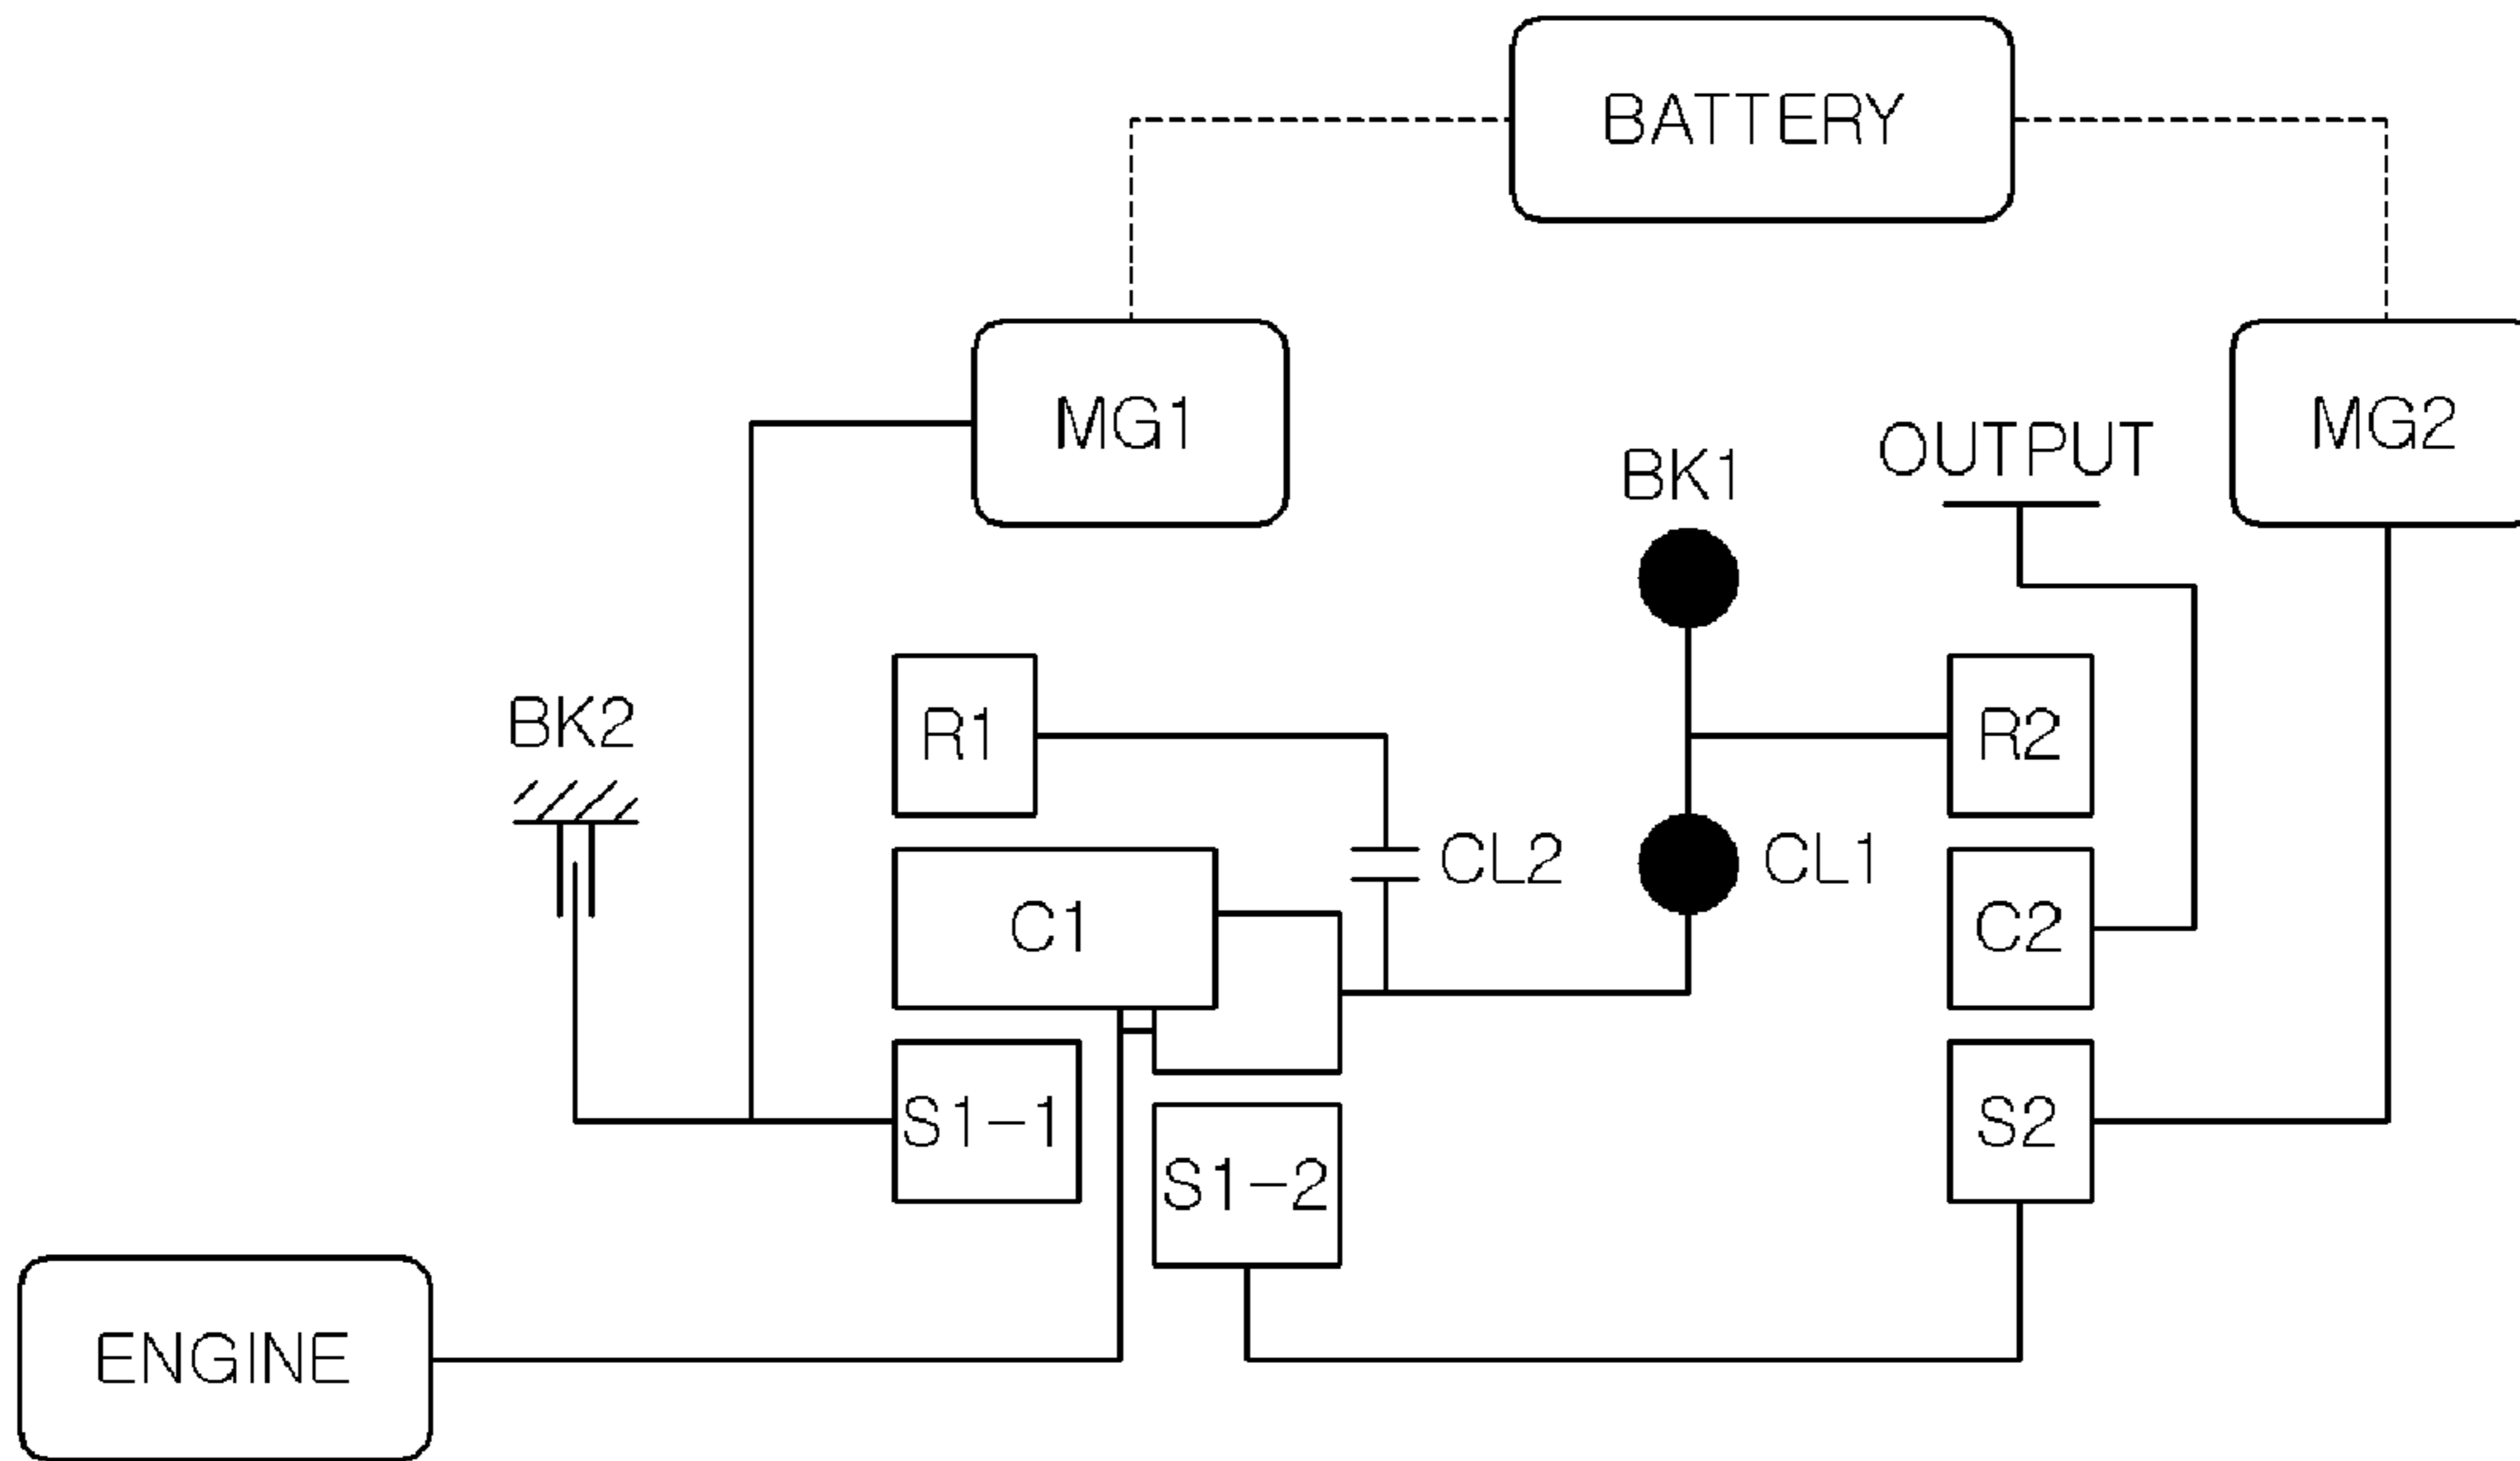 BATTERY
MG1
MG2
OUTPUT
BK1
BK2
R1
R2
CL2
CL1
C1
C2
S1-1
S2
S1-2
ENGINE